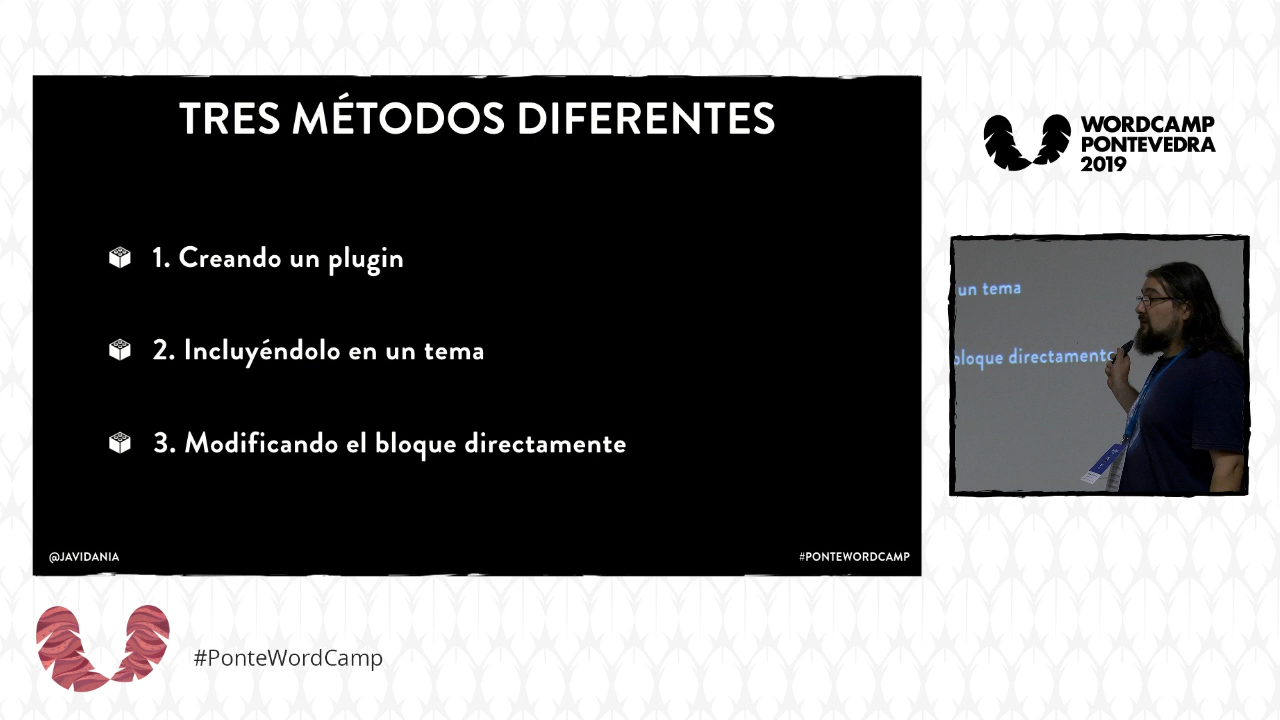 TRES MÉTODOS DIFERENTES
1. Creando un plugin
2. Incluyéndolo en un tema
3. Modificando el bloque directamente
@JAVIDANIA
#PONTEWORDCAMP
WORDCAMP
PONTEVEDRA
2019
un tema
bloque directamente
#PonteWordCamp